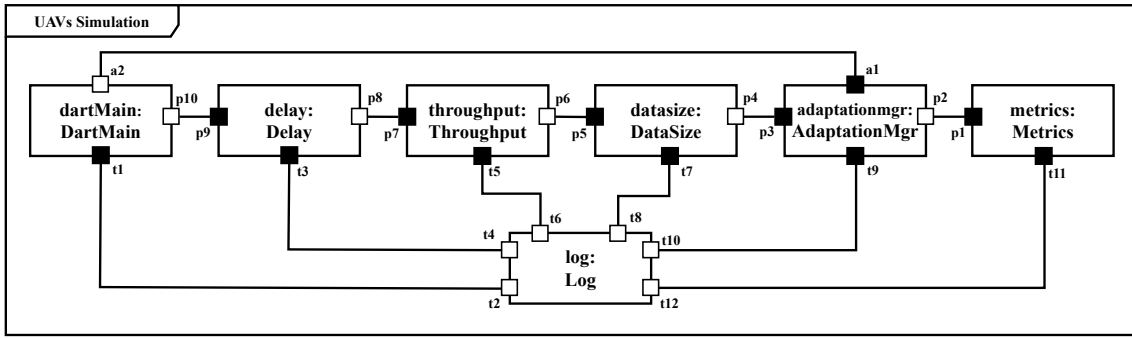 UAVs Simulation
a2
a1
dartMain:
DartMain
p10
p9
delay:
Delay
p8
p7
throughput:
Throughput
p6
p5
datasize:
DataSize
p4
p3
adaptationmgr:
AdaptationMgr
p2
p1
metrics:
Metrics
t1
t3
t5
t7
t9
t11
t6
t8
t4
t10
log:
Log
t2
t12